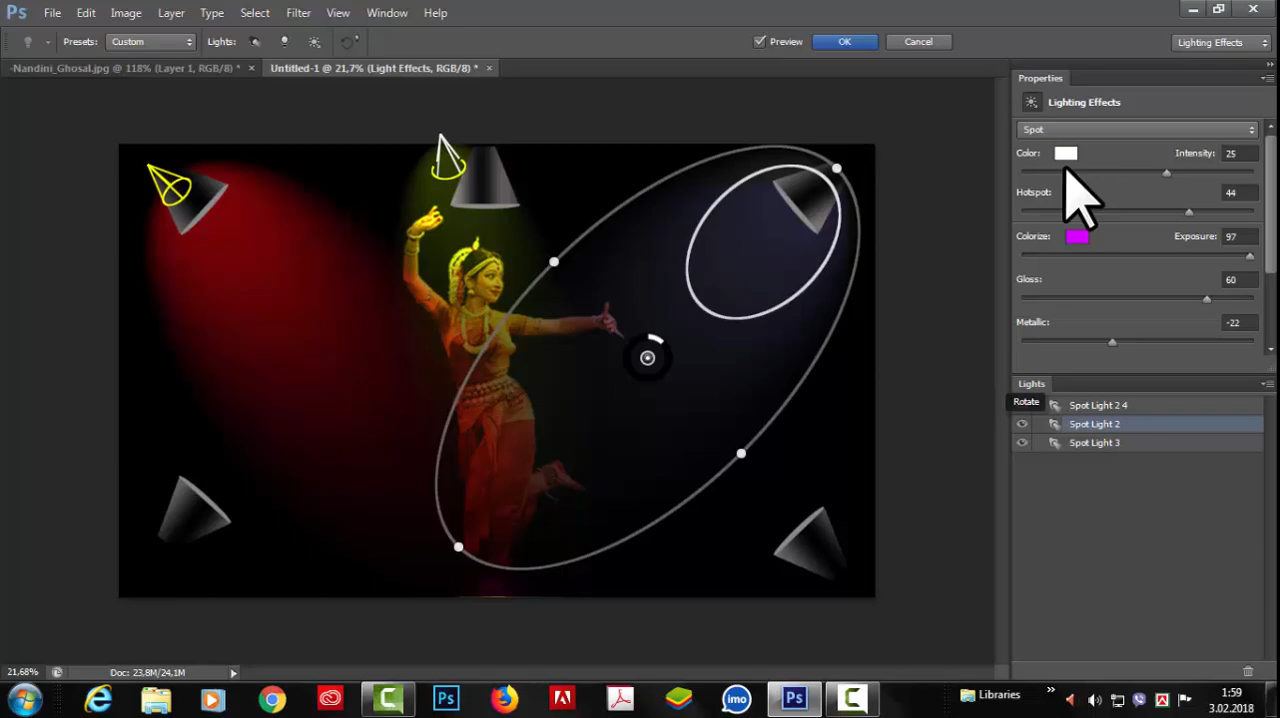 Ps File Edit Image Layer Type Select Filter View Window Help
Presets: Custom Lights: Preview OK Cancel Lighting Effects
-Nandini_Ghosal.jpg @ 118% (Layer 1, RGB/8) * × Untitled-1 @ 21,7% (Light Effects, RGB/8) * ×
Properties
Lighting Effects
Spot
Color: Intensity: 25
Hotspot: 44
Colorize: Exposure: 97
Gloss: 60
Metallic: -22
Lights
Rotate
Spot Light 2 4
Spot Light 2
Spot Light 3
21,68% Doc: 23,8M/24,1M
Ps imo Ps Libraries 1:59
3.02.2018